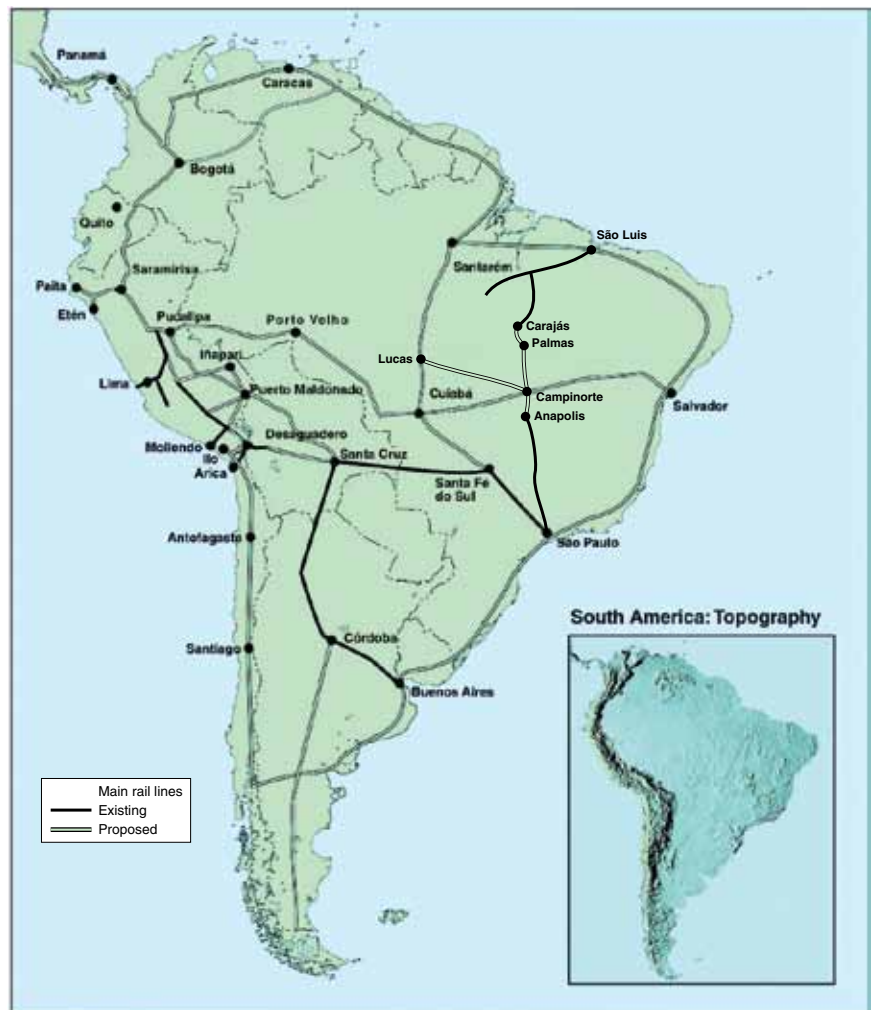 Panamá
Caracas
Bogotá
Quito
São Luis
Santarém
Saramirisa
Paita
Etén
Pucallpa
Porto Velho
Carajás
Palmas
Iñapari
Lucas
Lima
Puerto Maldonado
Cuiabá
Campinorte
Salvador
Anapolis
Desaguadero
Mollendo
Ilo
Arica
Santa Cruz
Santa Fé
do Sul
Antofagasta
São Paulo
South America: Topography
Córdoba
Santiago
Buenos Aires
Main rail lines
Existing
Proposed